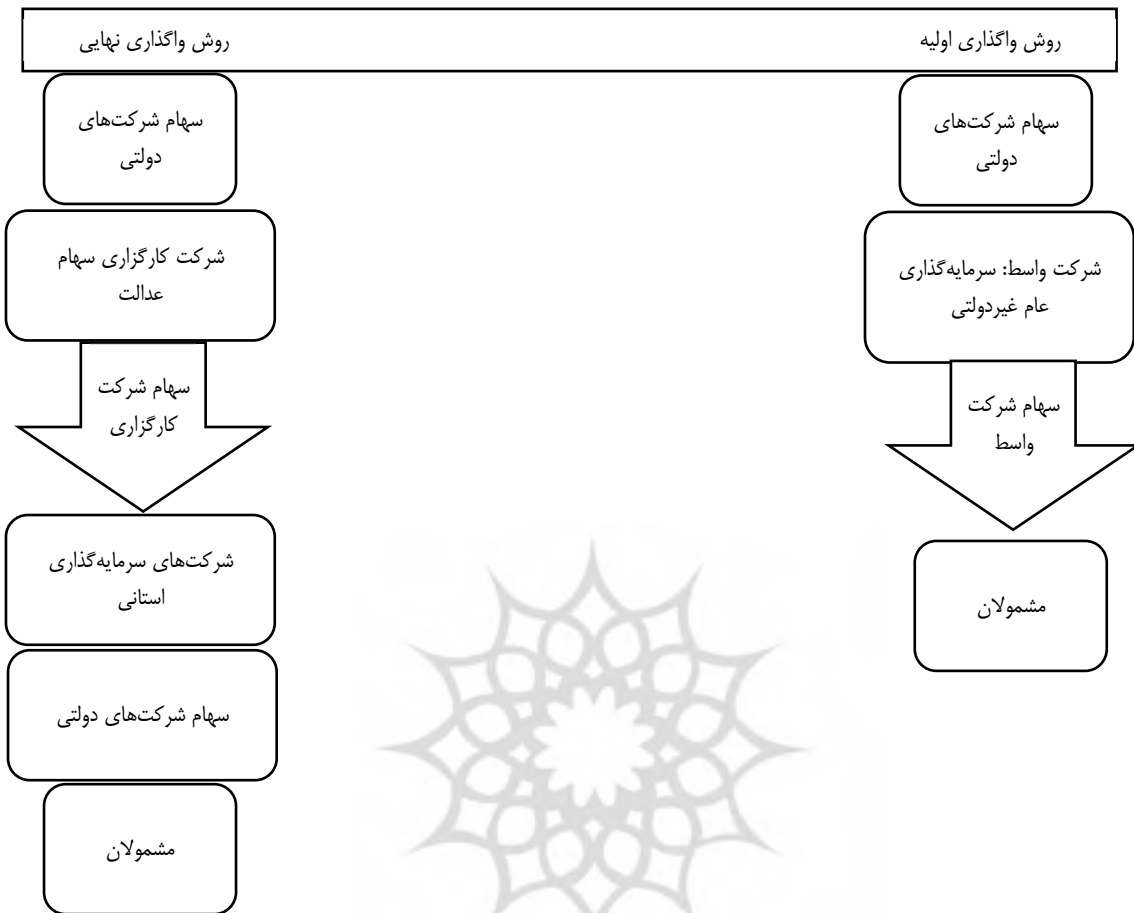 روش واگذاری اولیه
روش واگذاری نهایی
سهام شرکت‌های
دولتی
شرکت واسط: سرمایه‌گذاری
عام غیردولتی
سهام شرکت
واسط
مشمولان
سهام شرکت‌های
دولتی
شرکت کارگزاری سهام
عدالت
سهام شرکت
کارگزاری
شرکت‌های سرمایه‌گذاری
استانی
سهام شرکت‌های دولتی
مشمولان